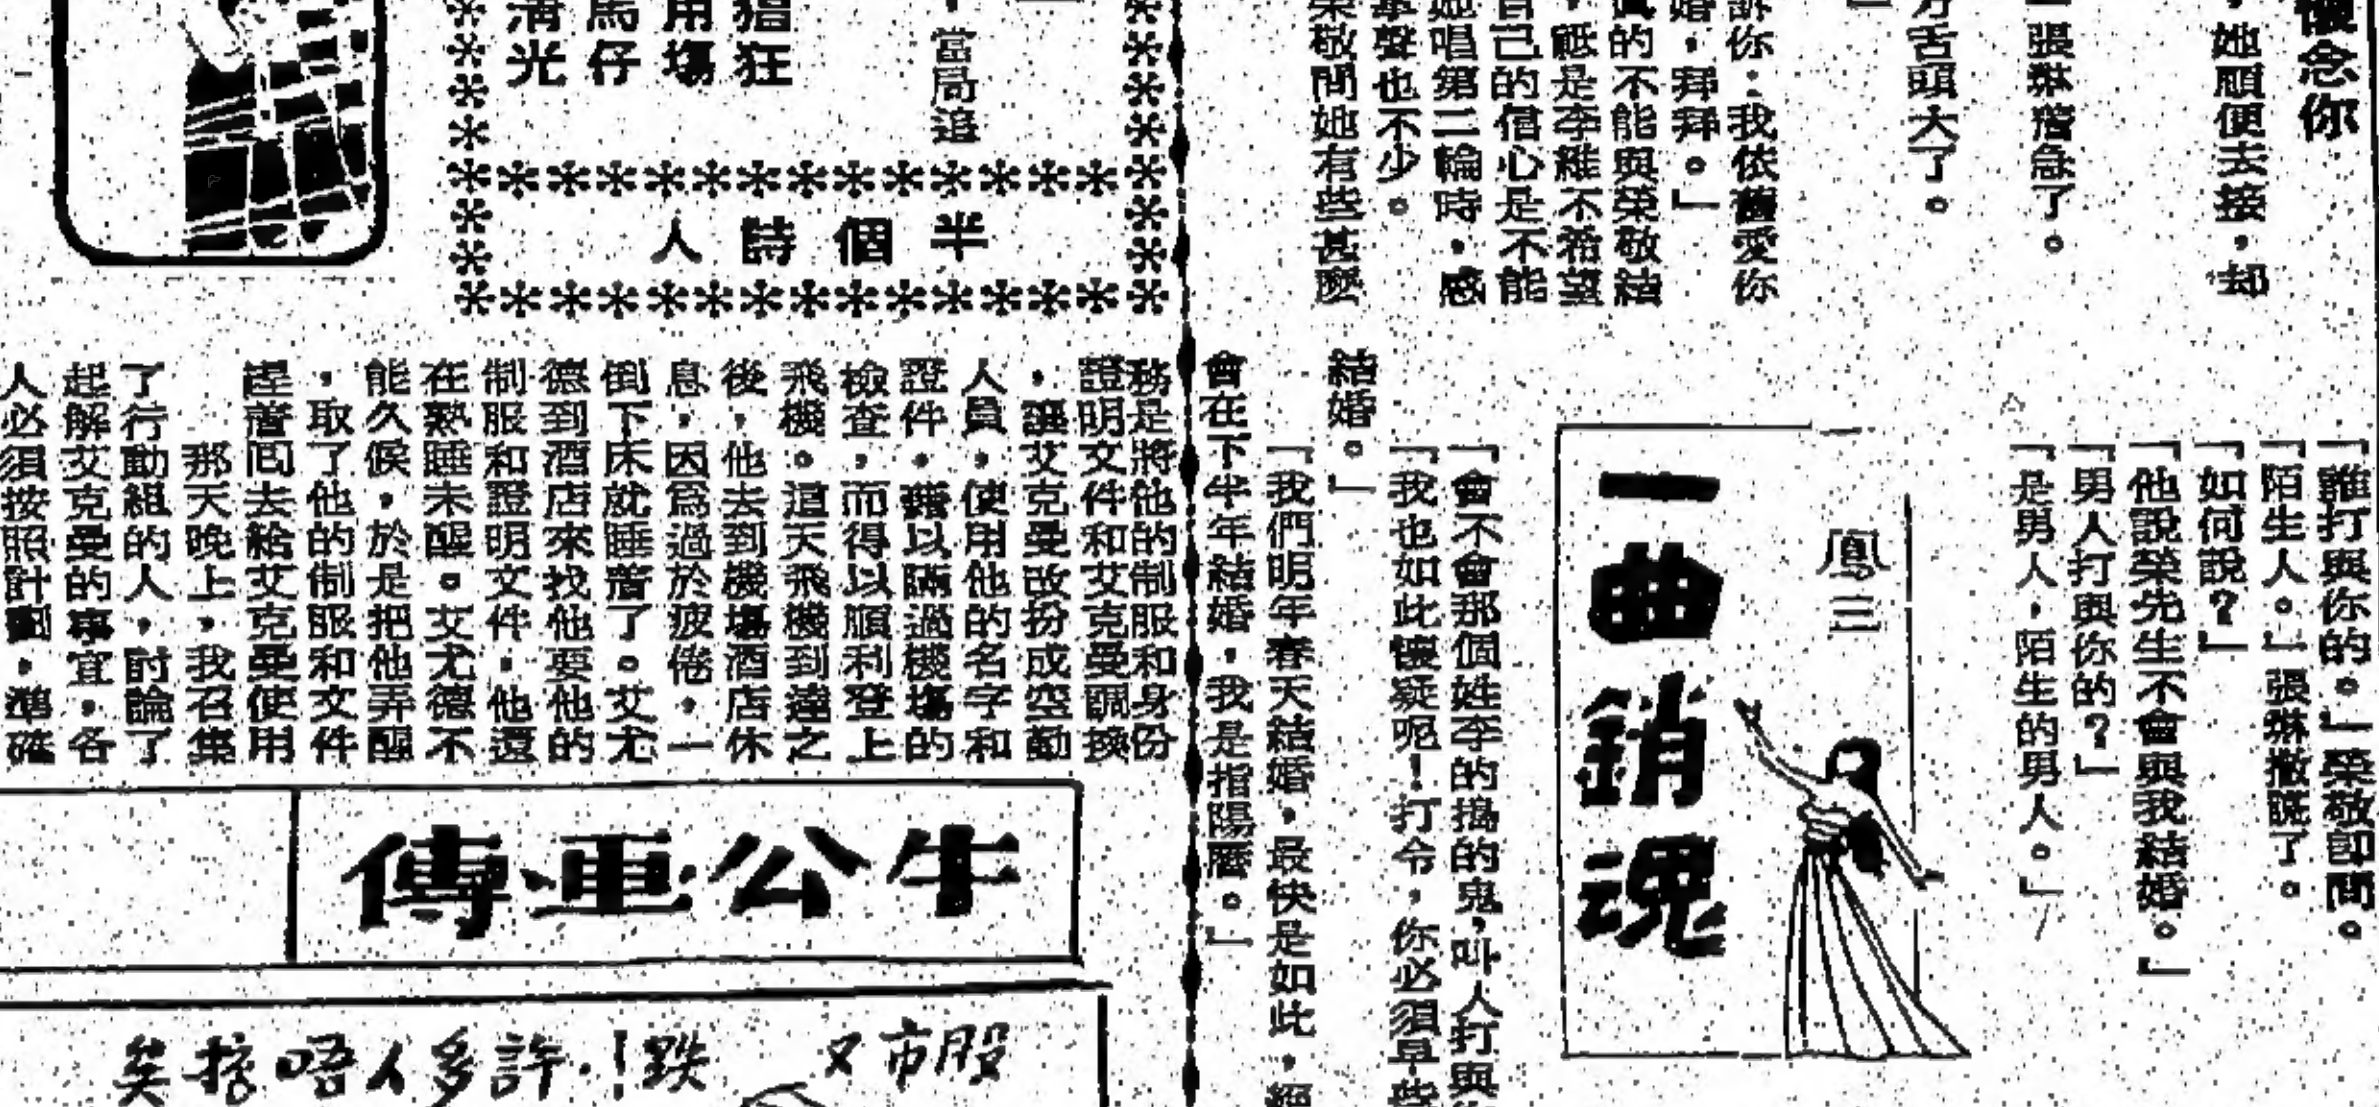 懷念你
，她順便去接，却
張琳着急了。
舌頭大了。
訴你：我依舊愛你
婚，拜拜。」
真的不能與榮敬結
，祗是李維不希望
自己的信心是不能
她唱第二輪時，感
掌聲也不少。
榮敬問她有些甚麼
「誰打與你的。」榮敬即問。
「陌生人。」張琳撒謊了。
「如何說？」
「他說榮先生不會與我結婚。」
「男人打與你的？」
「是男人，陌生的男人。」
鳳三
一曲銷魂
「會不會那個姓李的搗的鬼，叫人打與
「我也如此懷疑呢！打令，你必須早些
結婚。」
「我們明年春天結婚，最快是如此，
會在下半年結婚，我是指陽曆。」
，當局追
猖狂
用場
馬仔
清光
半個詩人
務是將他的制服和身份
證明文件和艾克曼調換
，讓艾克曼改扮成空勤
人員，使用他的名字和
證件，藉以瞞過機場的
檢查，而得以順利登上
飛機。這天飛機到達之
後，他去到機場酒店休
息，因爲過於疲倦，一
倒下床就睡着了。艾尤
德到酒店來找他要他的
制服和證明文件，他還
在熟睡未醒。艾尤德不
能久候，於是把他弄醒
，取了他的制服和文件
逕着回去給艾克曼使用
那天晚上，我召集
了行動組的人，討論了
起解艾克曼的事宜，各
人必須按照計劃，準確
牛公亞傳
股市又跌！許多人唔捨矣